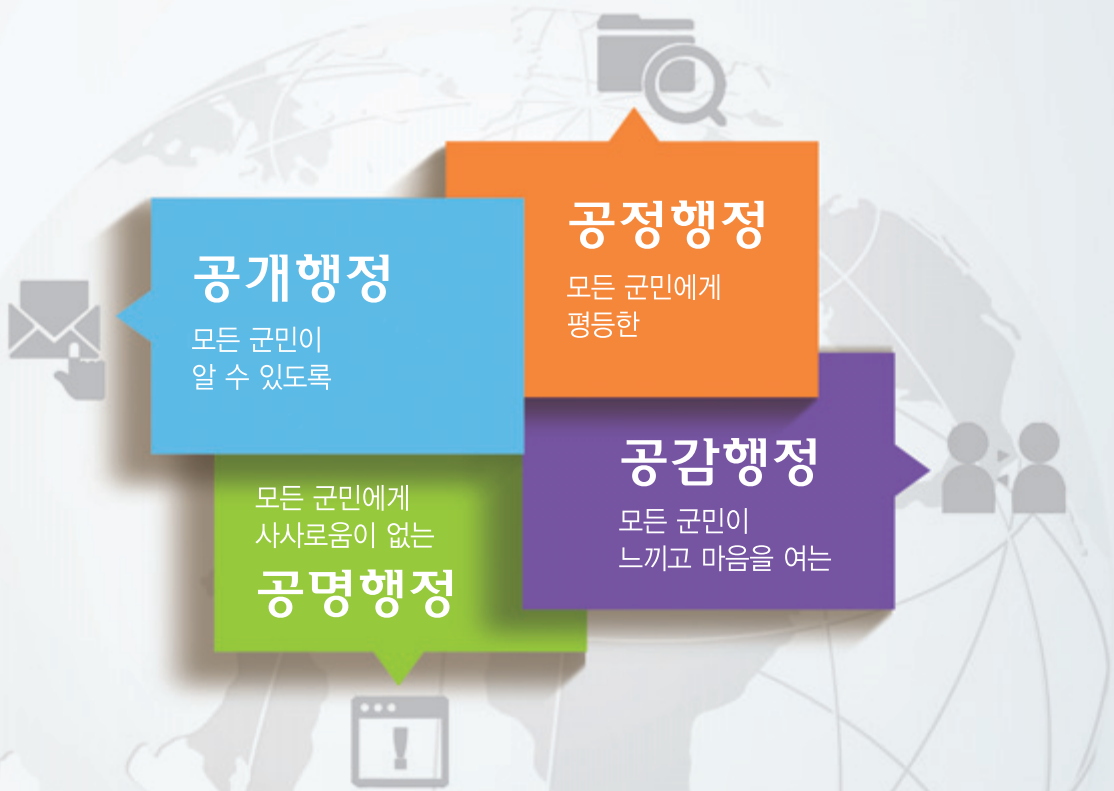 공정행정
모든 군민에게
평등한
공개행정
모든 군민이
알 수 있도록
공감행정
모든 군민이
느끼고 마음을 여는
모든 군민에게
사사로움이 없는
공명행정